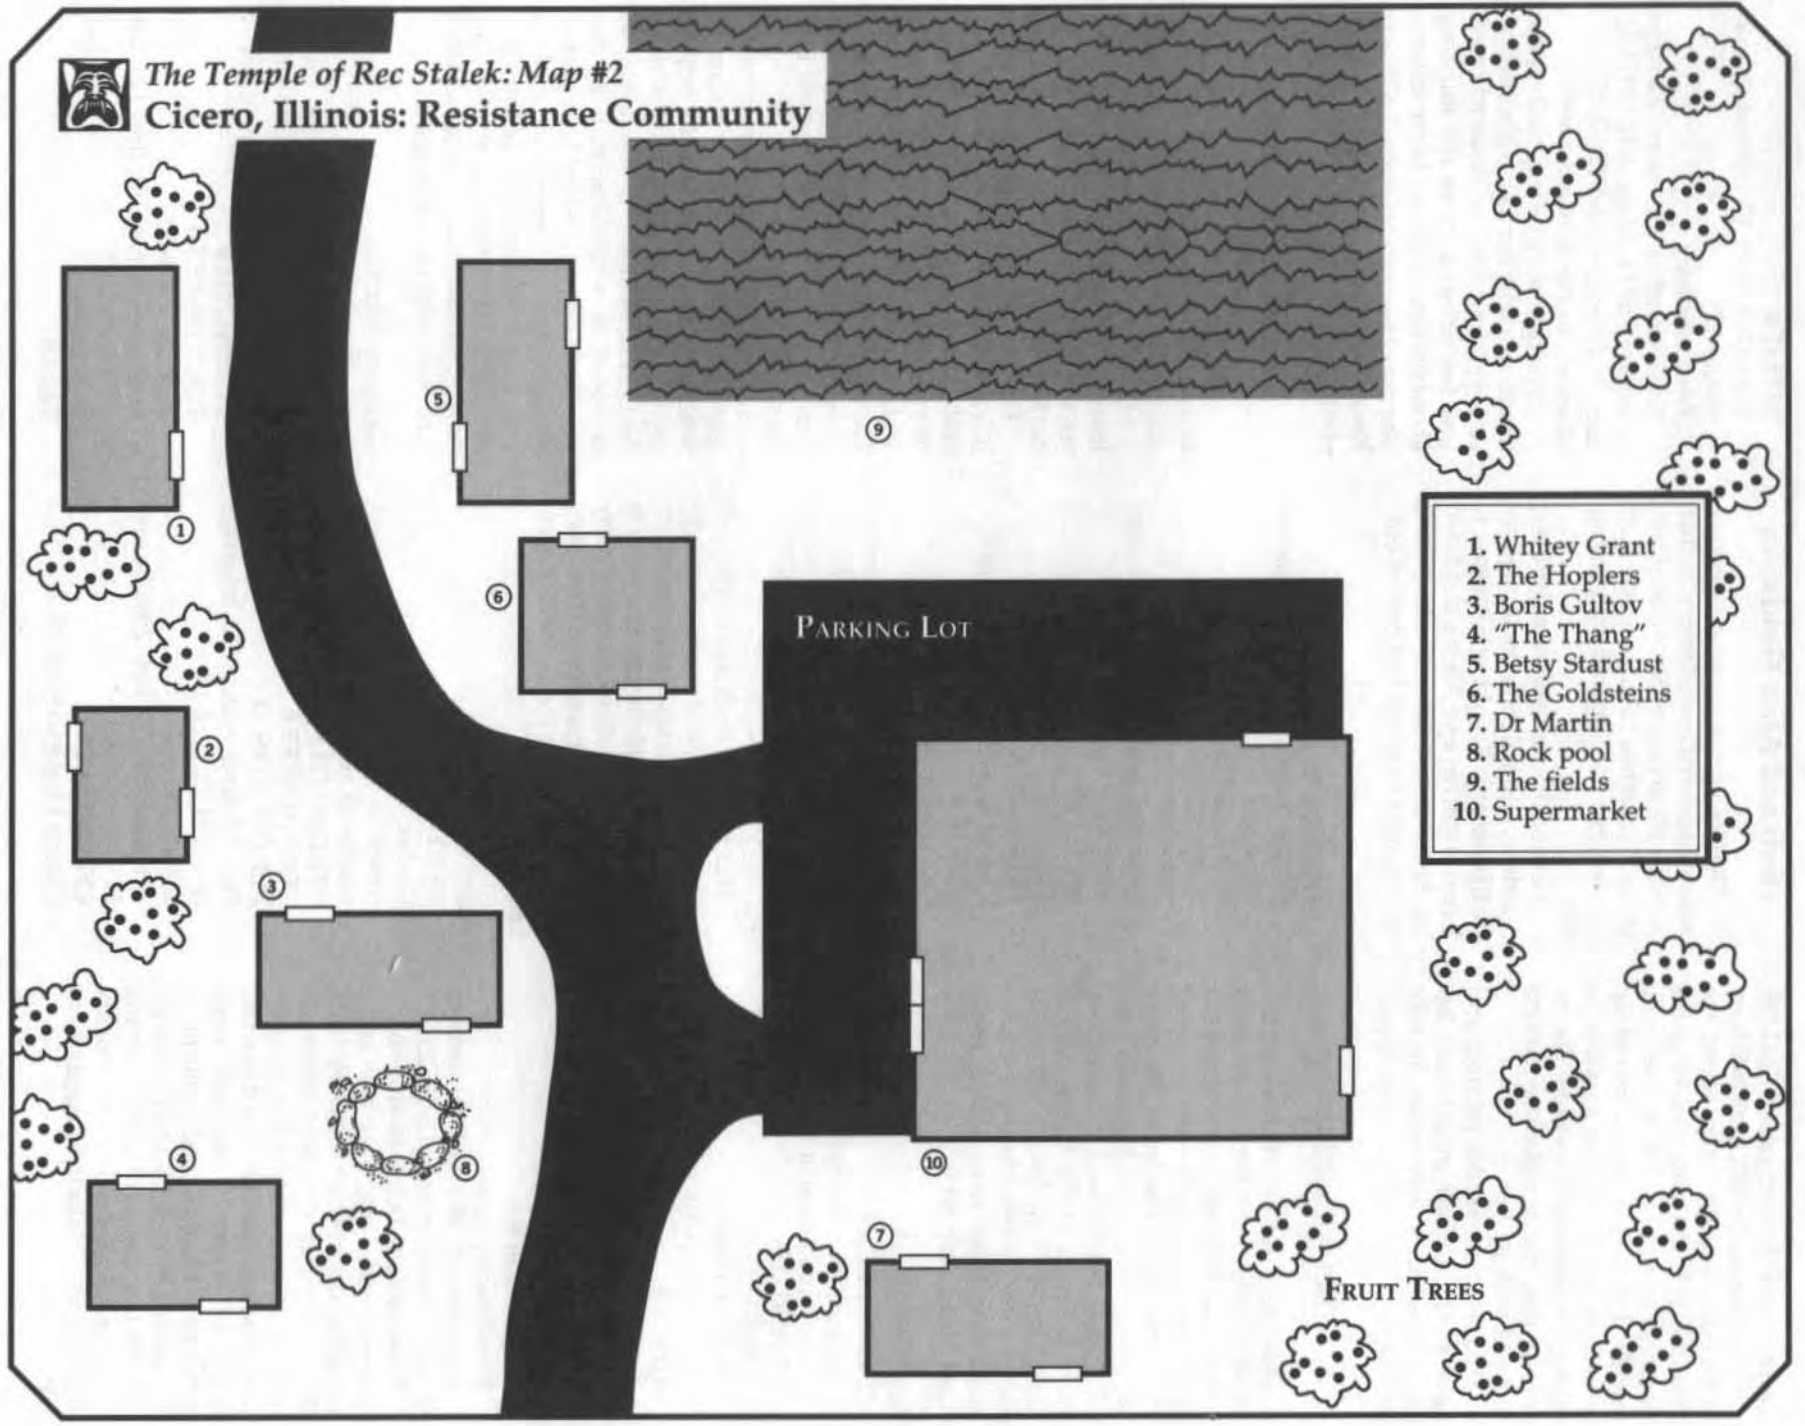 The Temple of Rec Stalek: Map #2
Cicero, Illinois: Resistance Community
5
9
1
6
PARKING LOT
1. Whitey Grant
2. The Hoplers
3. Boris Gultov
4. "The Thang"
5. Betsy Stardust
6. The Goldsteins
7. Dr Martin
8. Rock pool
9. The fields
10. Supermarket
2
3
4
8
10
7
FRUIT TREES